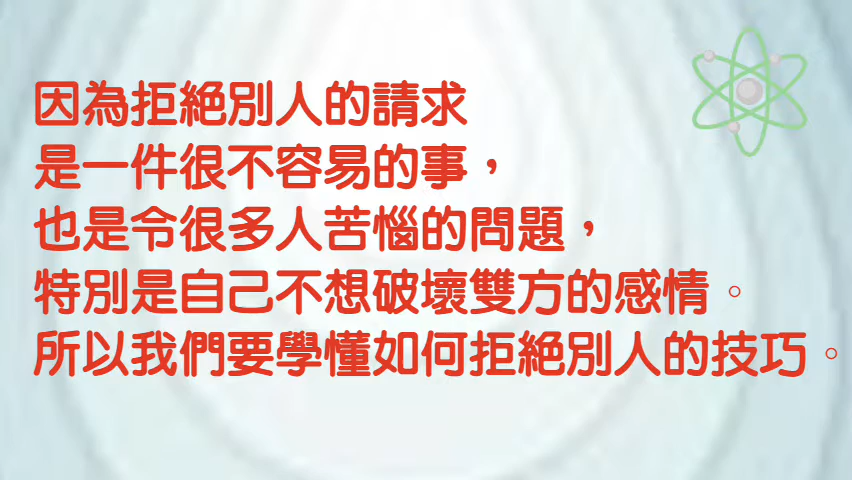 因為拒絕別人的請求
是一件很不容易的事，
也是令很多人苦惱的問題，
特別是自己不想破壞雙方的感情。
所以我們要學懂如何拒絕別人的技巧。